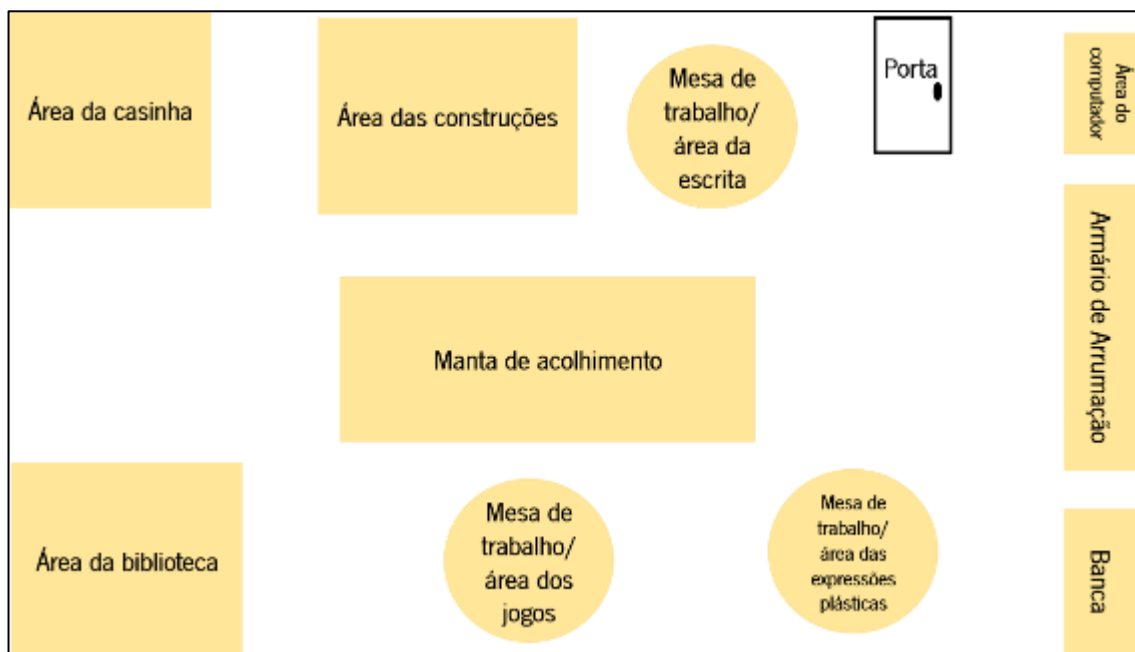 Área da casinha
Área das construções
Mesa de
trabalho/
área da
escrita
Porta
Área do
computador
Armário de Arrumação
Manta de acolhimento
Área da biblioteca
Mesa de
trabalho/
área dos
jogos
Mesa de
trabalho/
área das
expressões
plásticas
Banca